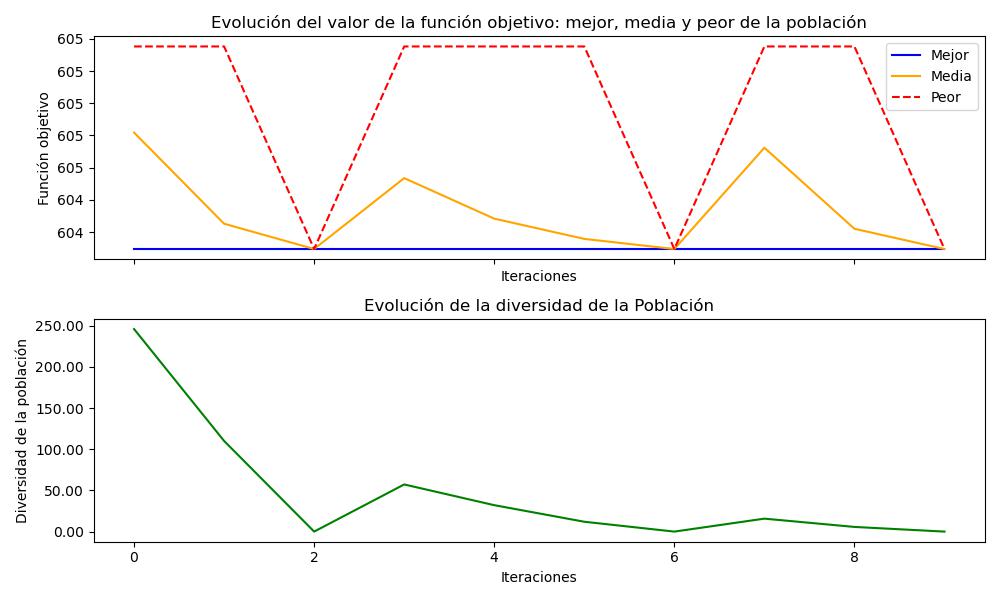 Evolución del valor de la función objetivo: mejor, media y peor de la población
Función objetivo
605
605
605
605
605
604
604
Mejor
Media
Peor
Iteraciones
Evolución de la diversidad de la Población
Diversidad de la población
250.00
200.00
150.00
100.00
50.00
0.00
0 2 4 6 8
Iteraciones